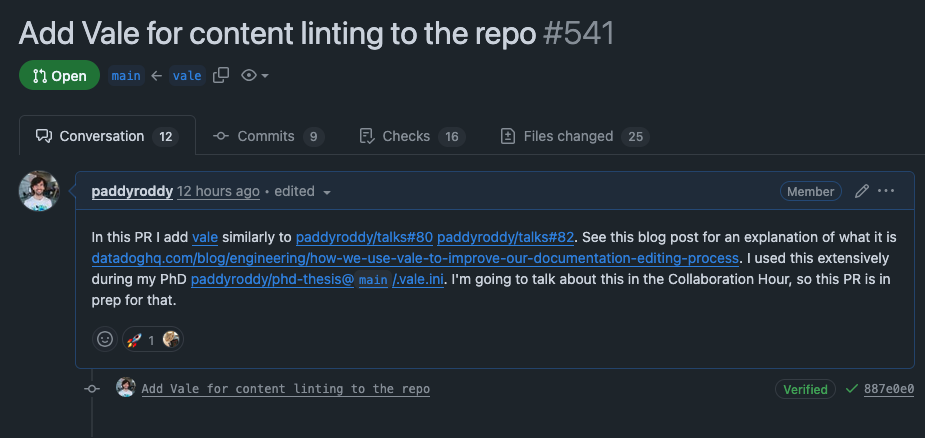 Add Vale for content linting to the repo #541
Open main ← vale
Conversation 12 Commits 9 Checks 16 Files changed 25
paddyroddy 12 hours ago • edited Member
In this PR I add vale similarly to paddyroddy/talks#80 paddyroddy/talks#82. See this blog post for an explanation of what it is
datadoghq.com/blog/engineering/how-we-use-vale-to-improve-our-documentation-editing-process. I used this extensively
during my PhD paddyroddy/phd-thesis@main/.vale.ini. I'm going to talk about this in the Collaboration Hour, so this PR is in
prep for that.
🚀 1
Add Vale for content linting to the repo Verified 887e0e0